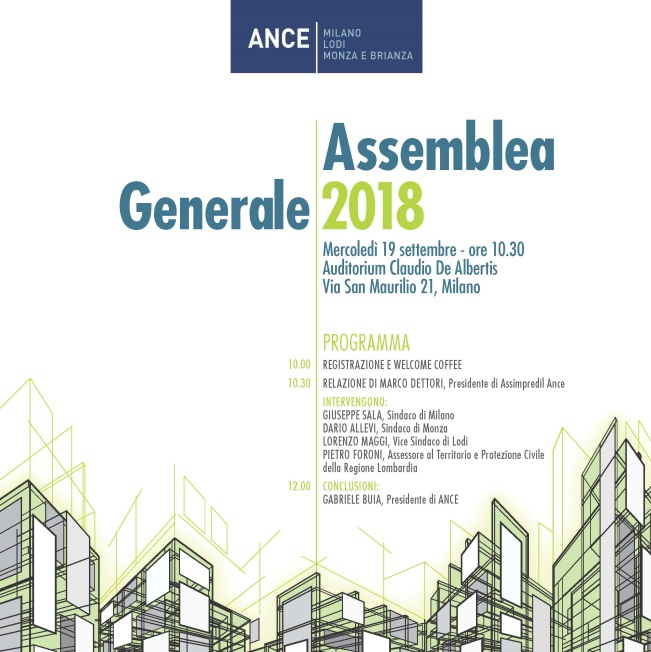 ANCE
MILANO
LODI
MONZA E BRIANZA
Assemblea
Generale 2018
Mercoledì 19 settembre - ore 10.30
Auditorium Claudio De Albertis
Via San Maurilio 21, Milano
PROGRAMMA
10.00 REGISTRAZIONE E WELCOME COFFEE
10.30 RELAZIONE DI MARCO DETTORI, Presidente di Assimpredil Ance
INTERVENGONO:
GIUSEPPE SALA, Sindaco di Milano
DARIO ALLEVI, Sindaco di Monza
LORENZO MAGGI, Vice Sindaco di Lodi
PIETRO FORONI, Assessore al Territorio e Protezione Civile
della Regione Lombardia
12.00 CONCLUSIONI:
GABRIELE BUIA, Presidente di ANCE